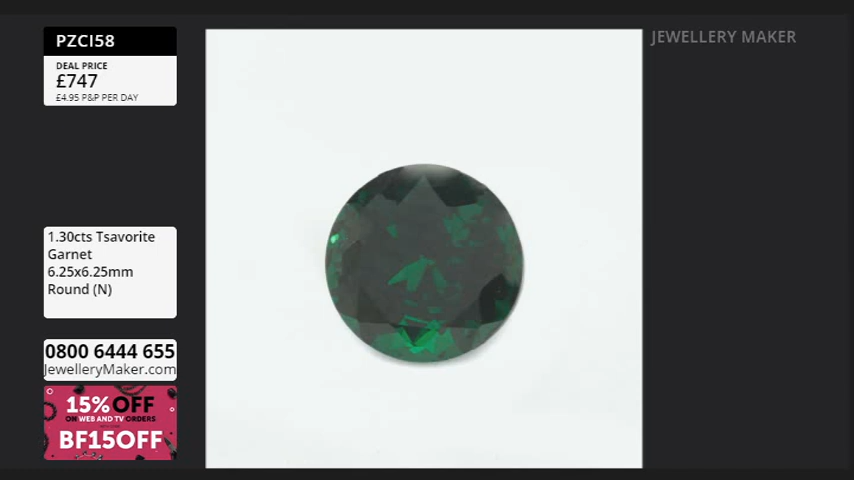 PZCI58
DEAL PRICE
£747
£4.95 P&P PER DAY
JEWELLERY MAKER
1.30cts Tsavorite
Garnet
6.25x6.25mm
Round (N)
0800 6444 655
JewelleryMaker.com
15% OFF
ON WEB AND TV ORDERS
BF15OFF